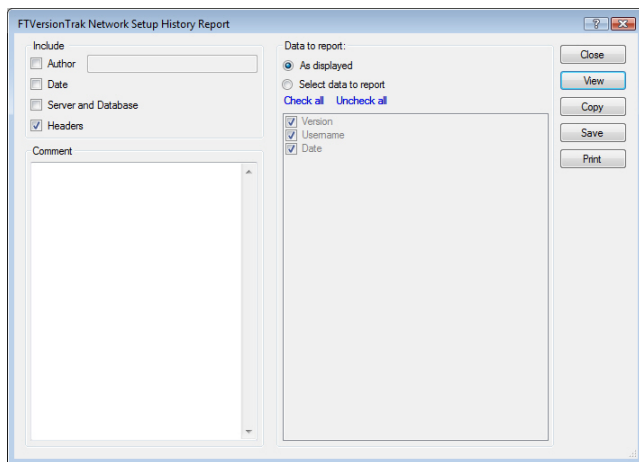 FTVersionTrak Network Setup History Report
Include
Author
Date
Server and Database
Headers
Comment
Data to report:
As displayed
Select data to report
Check all Uncheck all
Version
Username
Date
Close
View
Copy
Save
Print